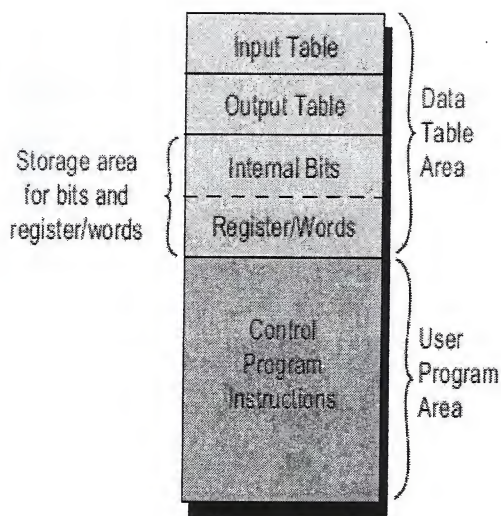 Input Table
Output Table
Internal Bits
Register/Words
Control
Program
Instructions
Storage area
for bits and
register/words
Data
Table
Area
User
Program
Area